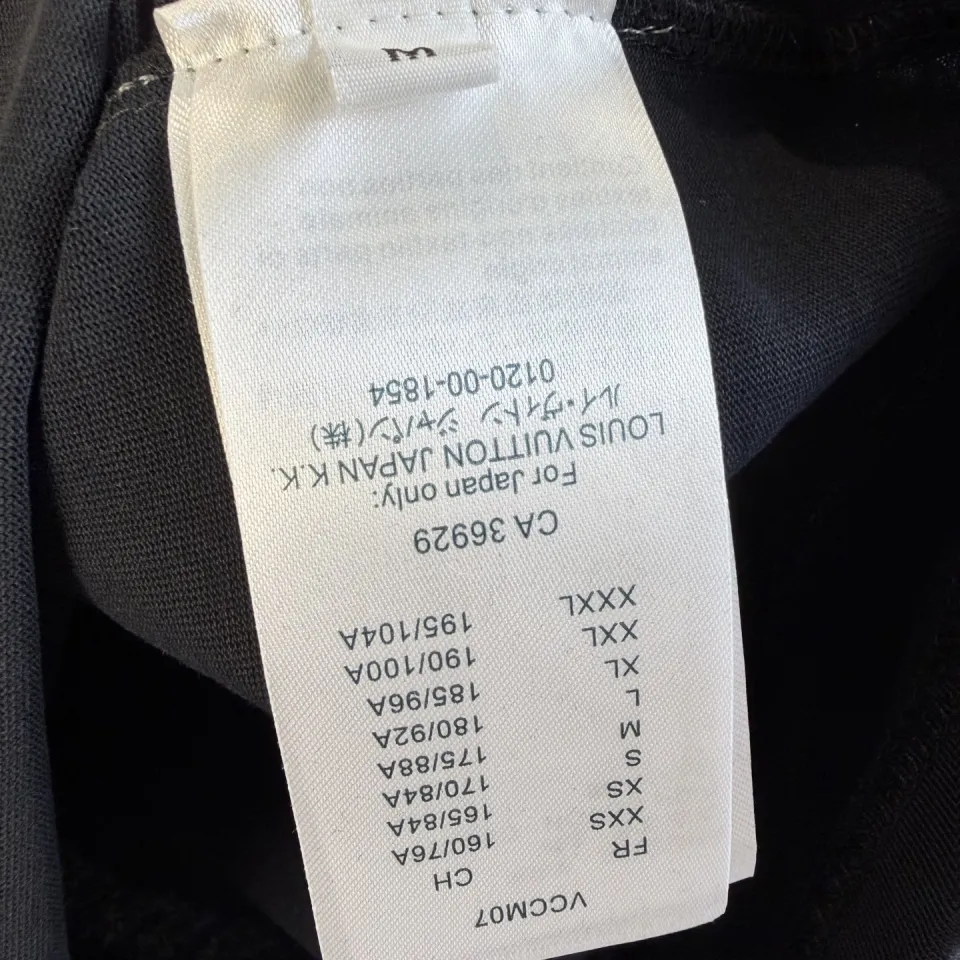 VCCM07
FR CH
XXS 160/76A
XS 165/84A
S 170/84A
M 175/88A
L 180/92A
XL 185/96A
XXL 190/100A
XXXL 195/104A
CA 36929
For Japan only:
LOUIS VUITTON JAPAN K.K.
ルイ・ヴィトン ジャパン(株)
0120-00-1854
M